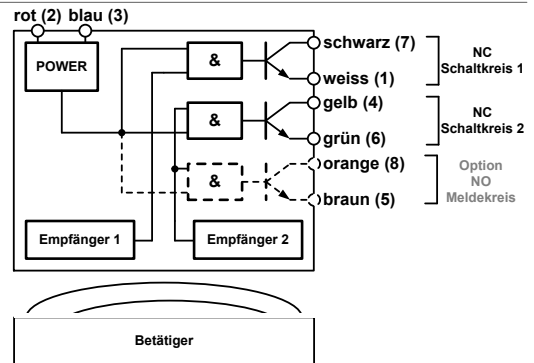 rot (2) blau (3)
POWER
&
schwarz (7)
weiss (1)
NC
Schaltkreis 1
&
gelb (4)
grün (6)
NC
Schaltkreis 2
&
orange (8)
braun (5)
Option
NO
Meldekreis
Empfänger 1
Empfänger 2
Betätiger